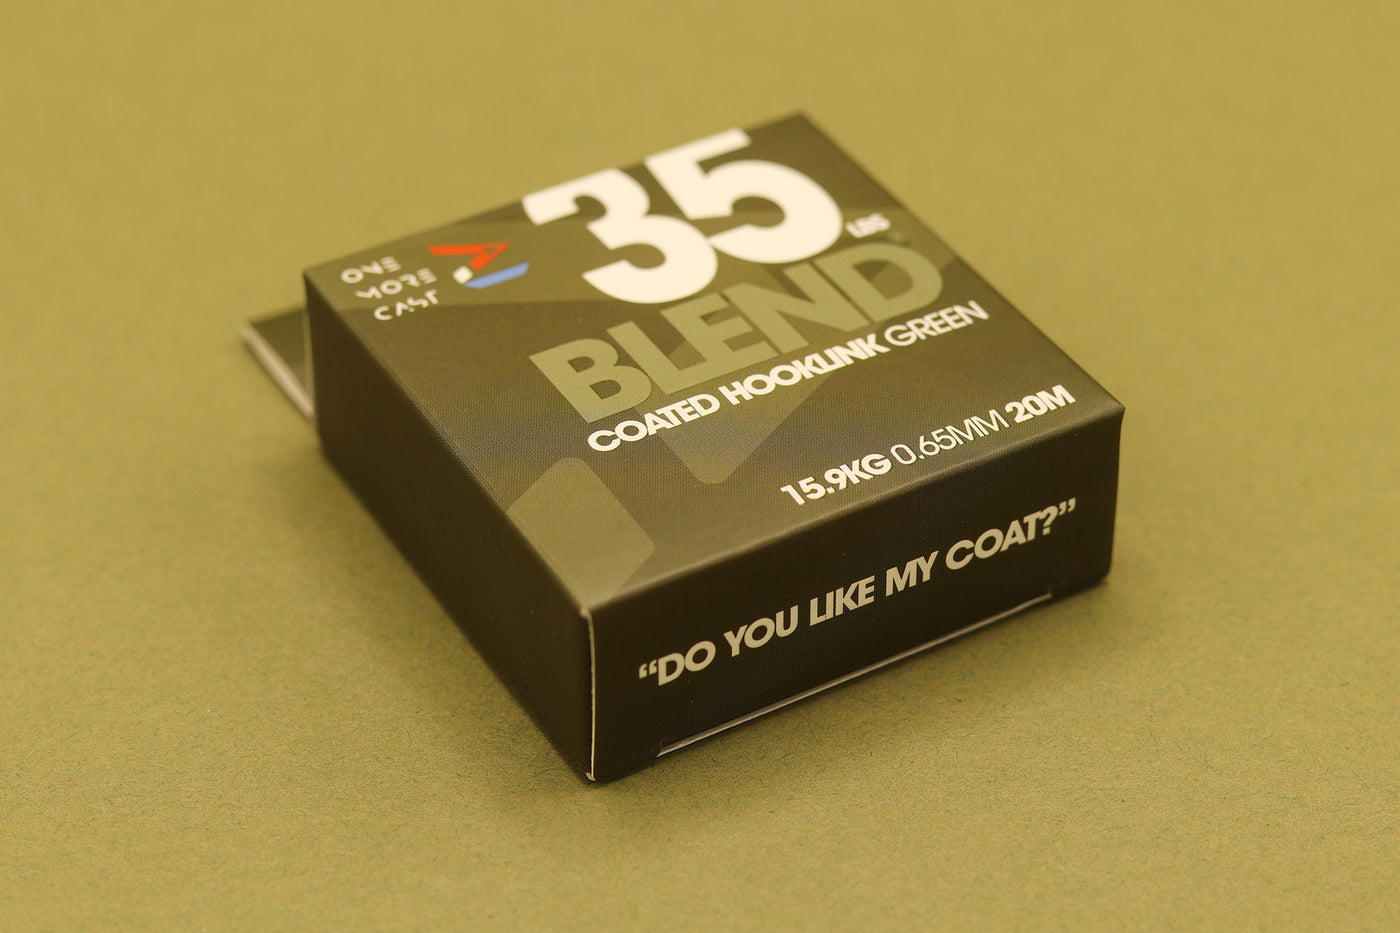 ONE
MORE
CAST
35 LBS
BLEND
COATED HOOKLINK GREEN
15.9KG 0.65MM 20M
“DO YOU LIKE MY COAT?”